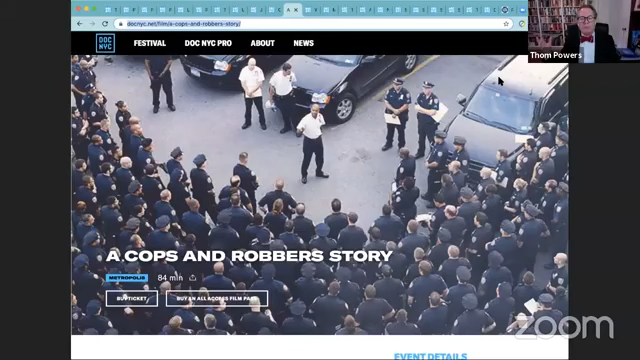 docnyc.net/film/a-cops-and-robbers-story/
DOC
NYC
FESTIVAL
DOC NYC PRO
ABOUT
NEWS
Thom Powers
A COPS AND ROBBERS STORY
METROPOLIS
84 min
BUY TICKET
BUY AN ALL ACCESS FILM PASS
EVENT DETAILS
zoom